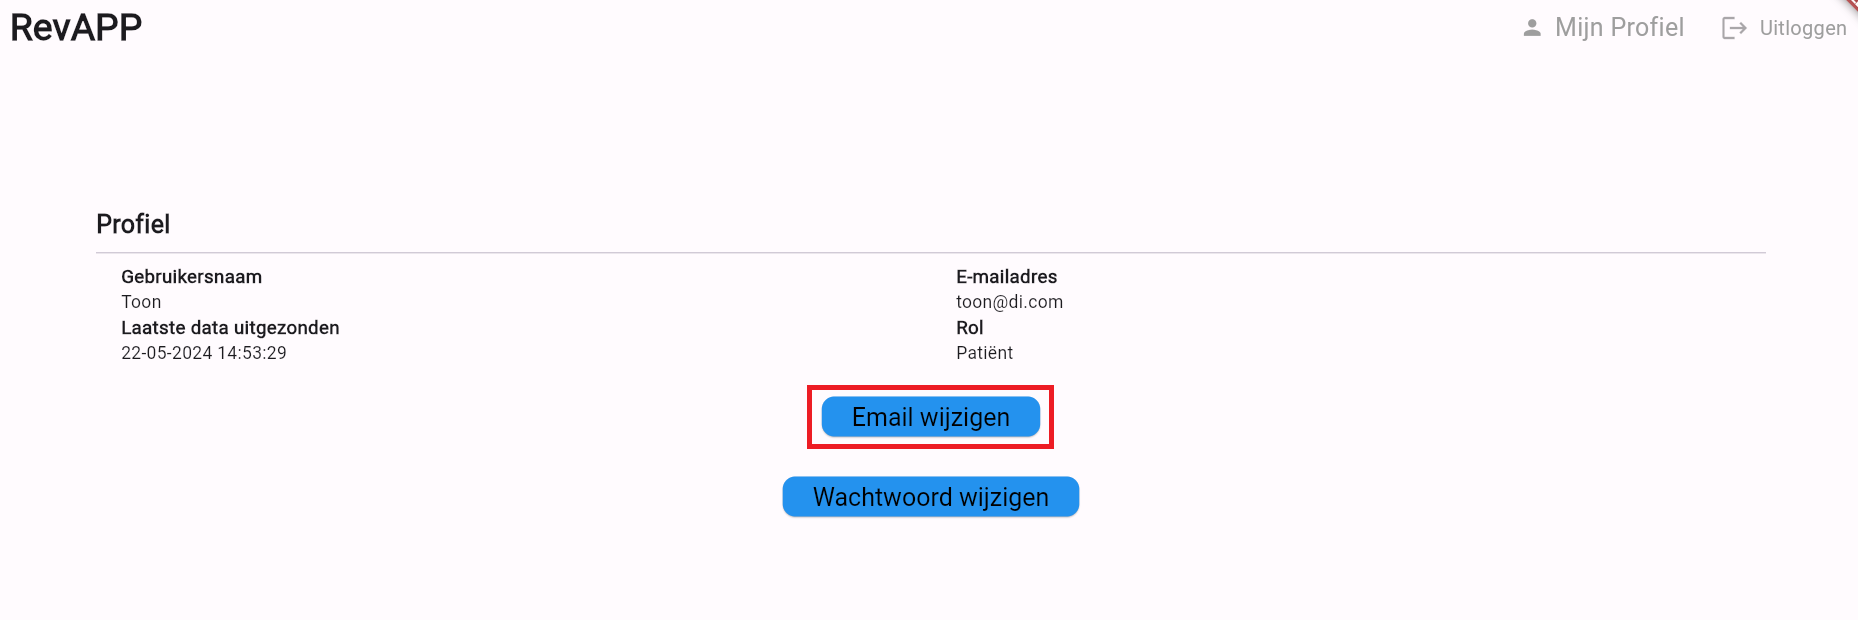 RevAPP
Mijn Profiel
Uitloggen
Profiel
Gebruikersnaam
E-mailadres
Toon
toon@di.com
Laatste data uitgezonden
Rol
22-05-2024 14:53:29
Patiënt
Email wijzigen
Wachtwoord wijzigen